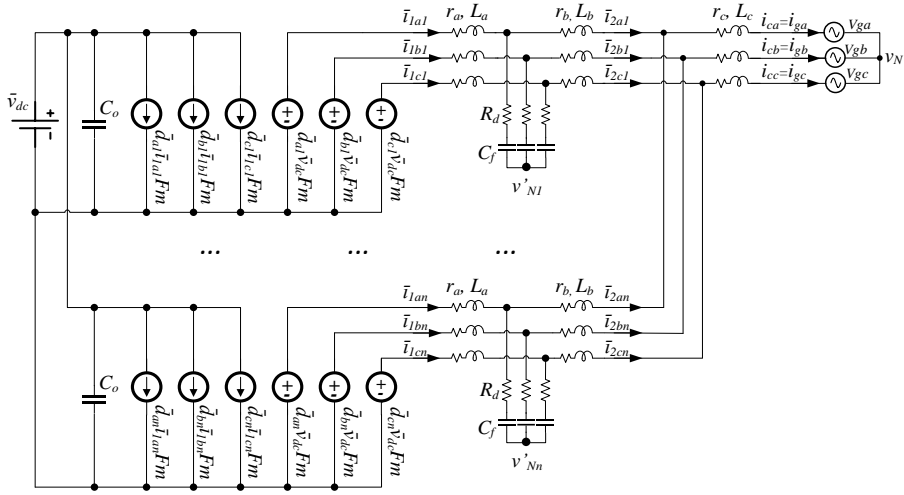 ī1a1
ra, La
rb, Lb
ī2a1
rc, Lc
ica=iga
Vga
ī1b1
ī2b1
icb=igb
Vgb
vN
ī1c1
ī2c1
icc=igc
Vgc
v̄dc
+
-
Co
d̄a1ī1a1Fm
d̄b1ī1b1Fm
d̄c1ī1c1Fm
+
-
d̄a1v̄dcFm
+
-
d̄b1v̄dcFm
+
-
d̄c1v̄dcFm
Rd
Cf
v'N1
...
...
...
ī1an
ra, La
rb, Lb
ī2an
ī1bn
ī2bn
ī1cn
ī2cn
Co
d̄anī1anFm
d̄bnī1bnFm
d̄cnī1cnFm
+
-
d̄anv̄dcFm
+
-
d̄bnv̄dcFm
+
-
d̄cnv̄dcFm
Rd
Cf
v'Nn